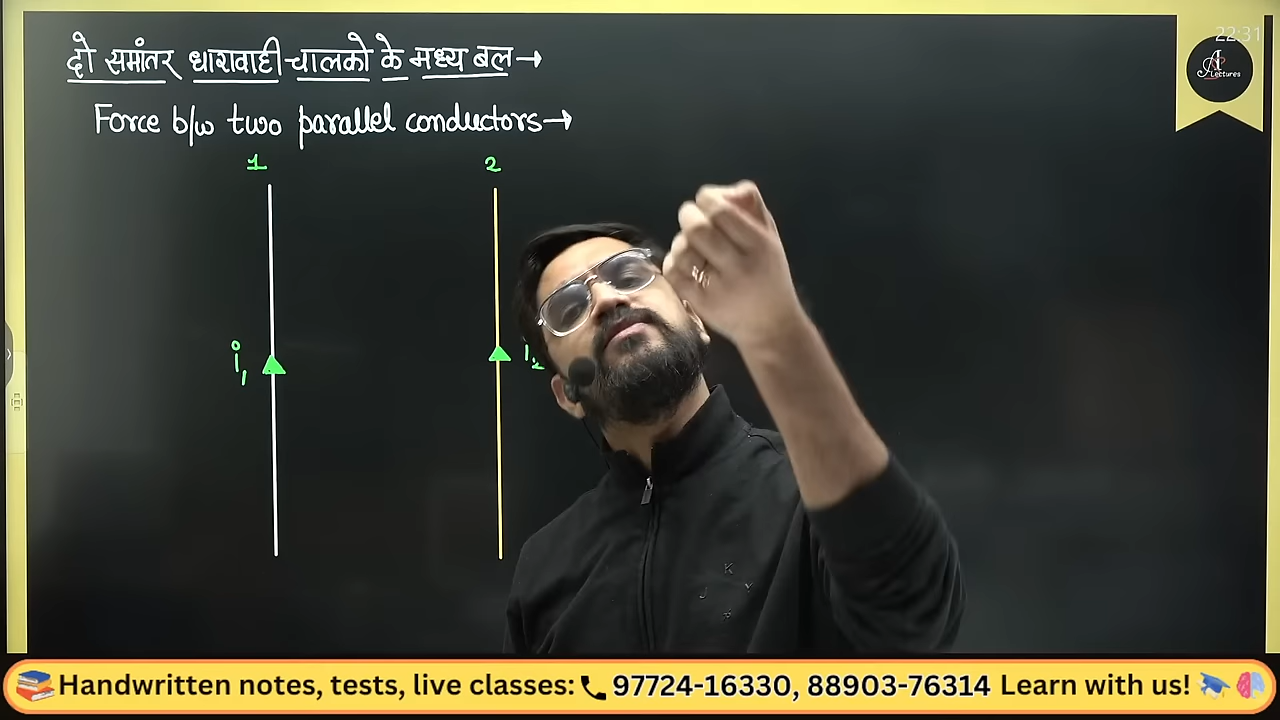 22:31
दो समांतर धारावाही चालको के मध्य बल→
Lectures
Force b/w two parallel conductors→
1 2
i₁ i₂
K
J Y
Handwritten notes, tests, live classes: 97724-16330, 88903-76314 Learn with us!